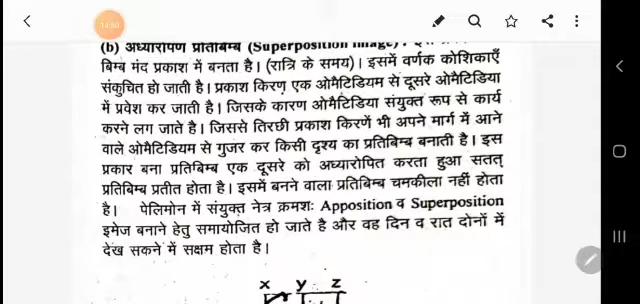 14:50
(b) अध्यारोपण प्रतिबिम्ब (Superposition image) :
बिम्ब मंद प्रकाश में बनता है। (रात्रि के समय)। इसमें वर्णक कोशिकाएँ
संकुचित हो जाती है। प्रकाश किरण एक ओमैटिडियम से दूसरे ओमैटिडिया
में प्रवेश कर जाती है। जिसके कारण ओमैटिडिया संयुक्त रूप से कार्य
करने लग जाते है। जिससे तिरछी प्रकाश किरणें भी अपने मार्ग में आने
वाले ओमैटिडियम से गुजर कर किसी दृश्य का प्रतिबिम्ब बनाती है। इस
प्रकार बना प्रतिबिम्ब एक दूसरे को अध्यारोपित करता हुआ सतत्
प्रतिबिम्ब प्रतीत होता है। इसमें बनने वाला प्रतिबिम्ब चमकीला नहीं होता
है। पेलिमोन में संयुक्त नेत्र क्रमशः Apposition व Superposition
इमेज बनाने हेतु समायोजित हो जाते है और वह दिन व रात दोनों में
देख सकने में सक्षम होता है।
x y z